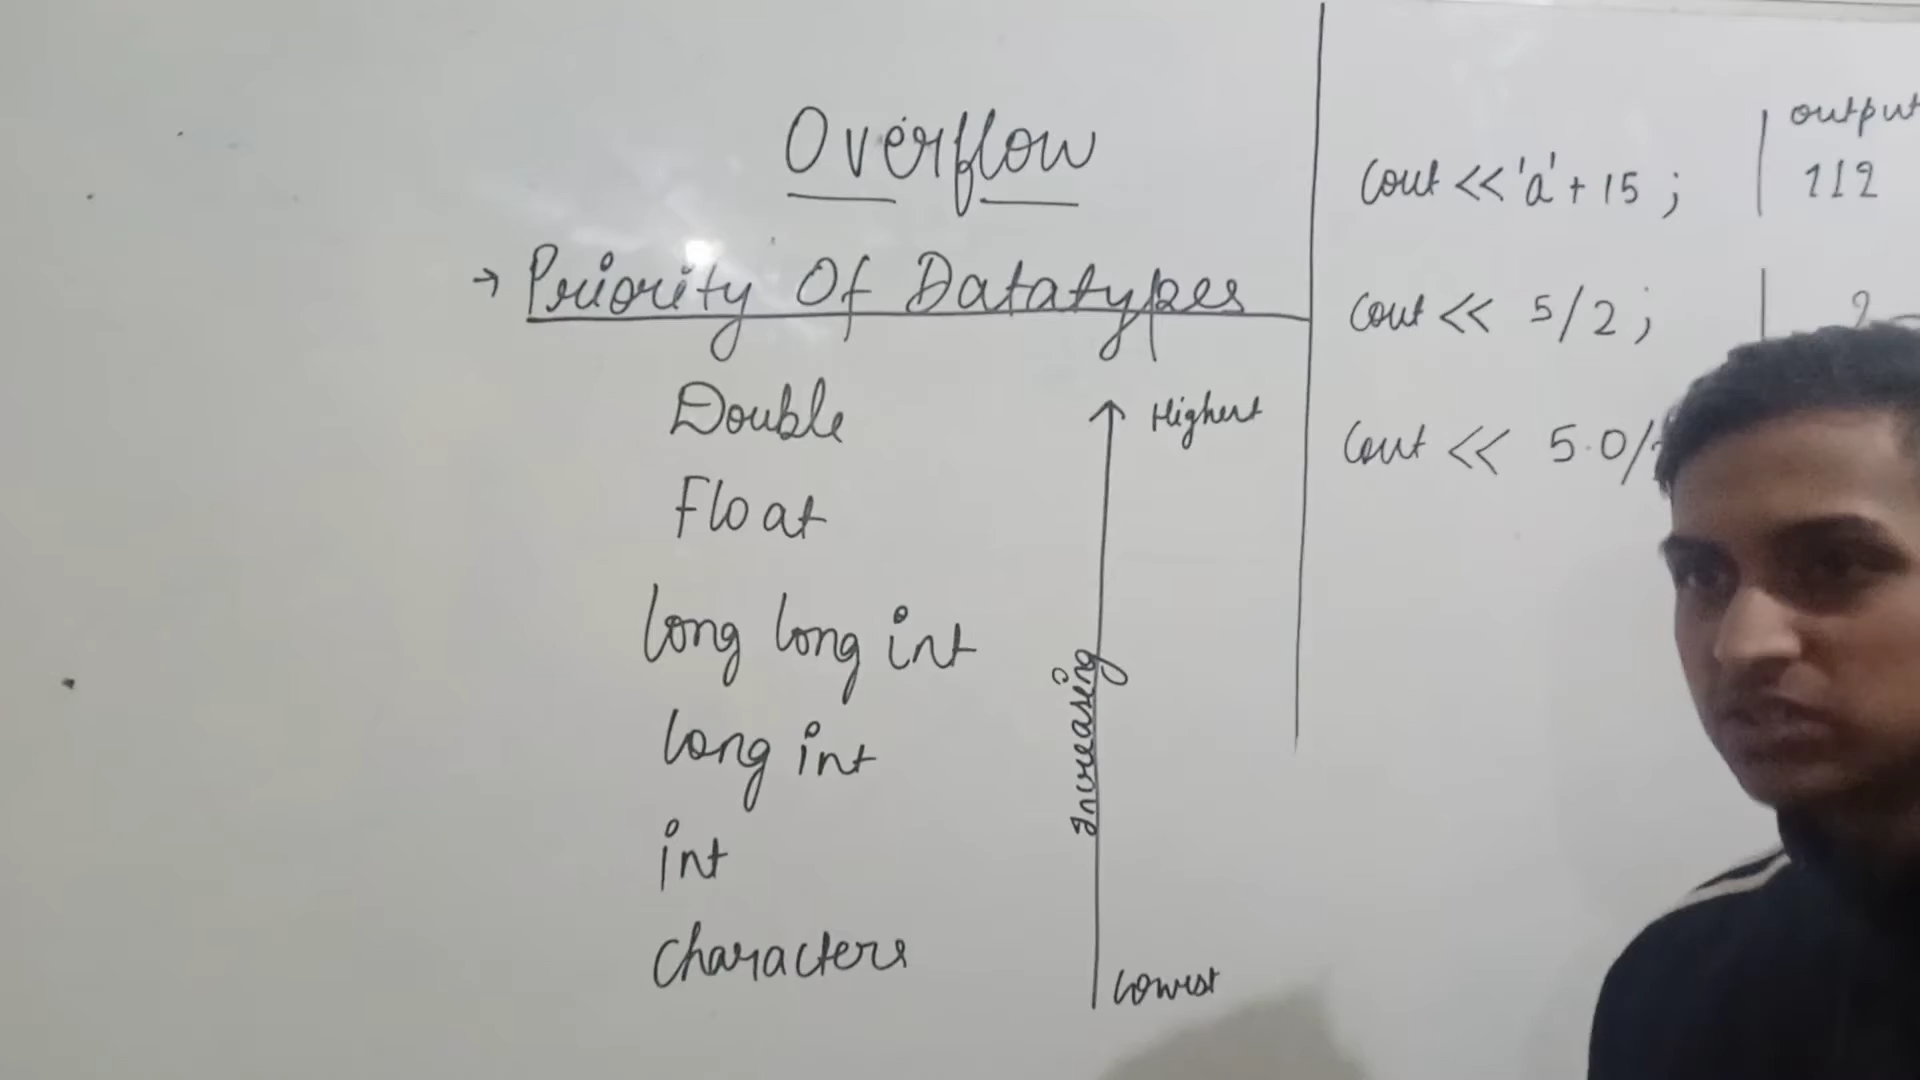 Overflow
→ Priority Of Datatypes
Double
Float
long long int
long int
int
characters
Highest
Increasing
lowest
output
Cout << 'a' + 15 ; 112
Cout << 5/2 ;
Cout << 5.0/